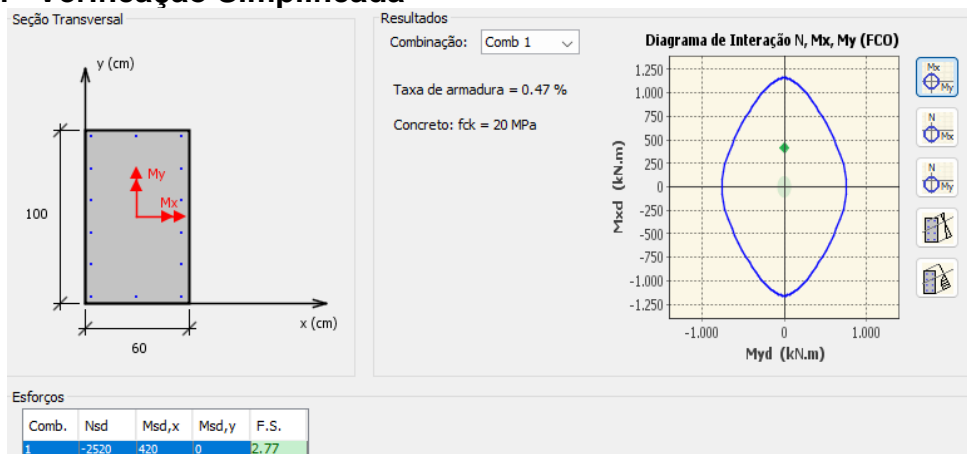 Verificação Simplificada
Seção Transversal
y (cm)
My
Mx
100
60
x (cm)
Resultados
Combinação: Comb 1
Taxa de armadura = 0.47 %
Concreto: fck = 20 MPa
Diagrama de Interação N, Mx, My (FCO)
Mxd (kN.m)
1.250
1.000
750
500
250
0
-250
-500
-750
-1.000
-1.250
-1.000 0 1.000
Myd (kN.m)
Mx
My
N
Mx
N
My
Esforços
Comb. Nsd Msd,x Msd,y F.S.
1 -2520 420 0 2.77